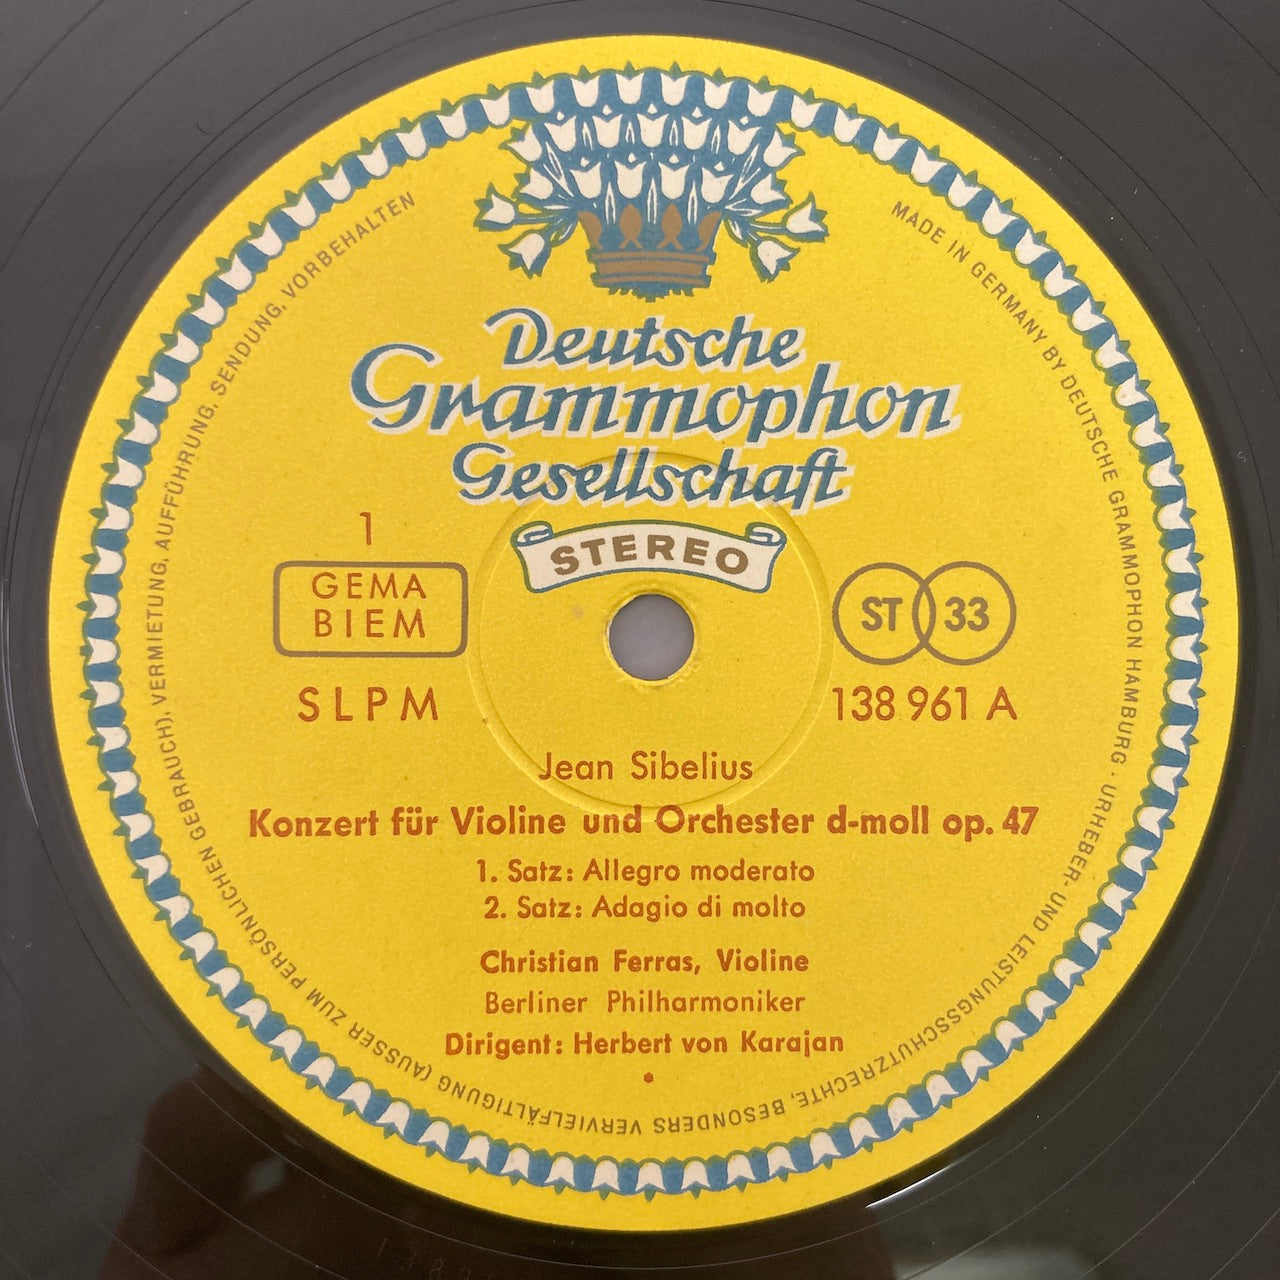 Deutsche
Grammophon
Gesellschaft
STEREO
1
GEMA
BIEM
ST 33
SLPM
138 961 A
Jean Sibelius
Konzert für Violine und Orchester d-moll op. 47
1. Satz: Allegro moderato
2. Satz: Adagio di molto
Christian Ferras, Violine
Berliner Philharmoniker
Dirigent: Herbert von Karajan
MADE IN GERMANY BY DEUTSCHE GRAMMOPHON HAMBURG · URHEBER- UND LEISTUNGSSCHUTZRECHTE, BESONDERS VERVIELFÄLTIGUNG (AUSSER ZUM PERSÖNLICHEN GEBRAUCH), VERMIETUNG, AUFFÜHRUNG, SENDUNG, VORBEHALTEN